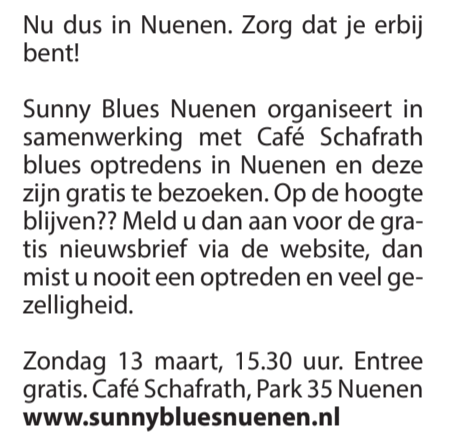 Nu dus in Nuenen. Zorg dat je erbij
bent!

Sunny Blues Nuenen organiseert in
samenwerking met Café Schafrath
blues optredens in Nuenen en deze
zijn gratis te bezoeken. Op de hoogte
blijven?? Meld u dan aan voor de gra-
tis nieuwsbrief via de website, dan
mist u nooit een optreden en veel ge-
zelligheid.

Zondag 13 maart, 15.30 uur. Entree
gratis. Café Schafrath, Park 35 Nuenen
www.sunnybluesnuenen.nl